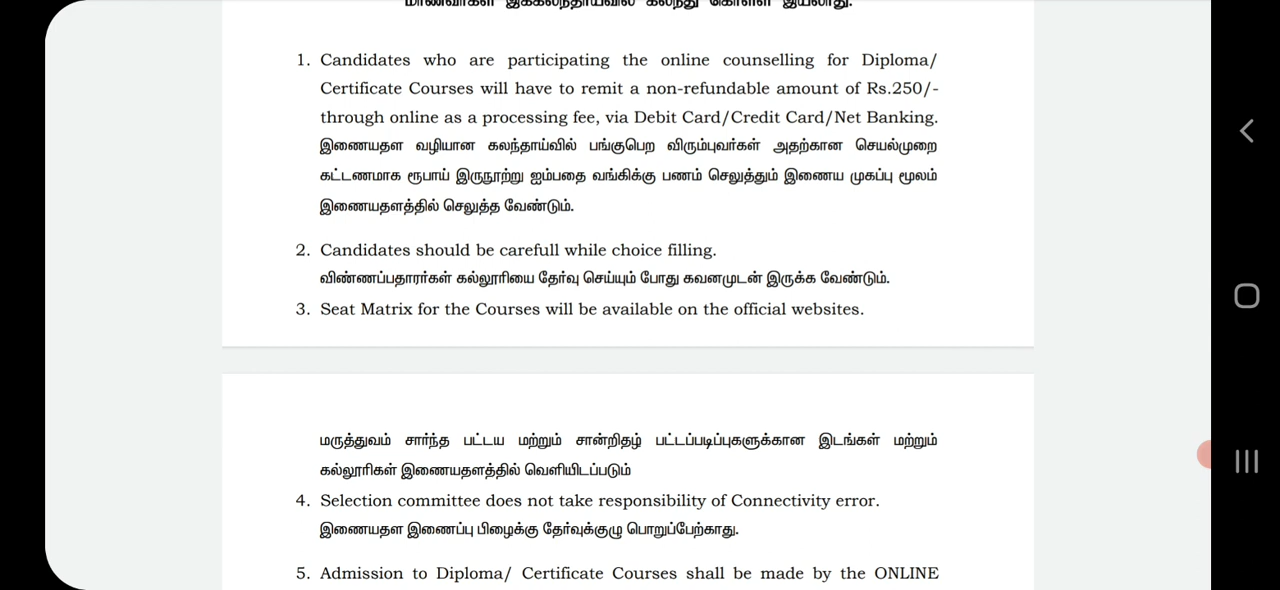 மாணவர்கள் இக்கலந்தாய்வில் கலந்து கொள்ள இயலாது.
1. Candidates who are participating the online counselling for Diploma/
Certificate Courses will have to remit a non-refundable amount of Rs.250/-
through online as a processing fee, via Debit Card/Credit Card/Net Banking.
இணையதள வழியான கலந்தாய்வில் பங்குபெற விரும்புவர்கள் அதற்கான செயல்முறை
கட்டணமாக ரூபாய் இருநூற்று ஐம்பதை வங்கிக்கு பணம் செலுத்தும் இணைய முகப்பு மூலம்
இணையதளத்தில் செலுத்த வேண்டும்.
2. Candidates should be carefull while choice filling.
விண்ணப்பதாரர்கள் கல்லூரியை தேர்வு செய்யும் போது கவனமுடன் இருக்க வேண்டும்.
3. Seat Matrix for the Courses will be available on the official websites.
மருத்துவம் சார்ந்த பட்டய மற்றும் சான்றிதழ் பட்டப்படிப்புகளுக்கான இடங்கள் மற்றும்
கல்லூரிகள் இணையதளத்தில் வெளியிடப்படும்
4. Selection committee does not take responsibility of Connectivity error.
இணையதள இணைப்பு பிழைக்கு தேர்வுக்குழு பொறுப்பேற்காது.
5. Admission to Diploma/ Certificate Courses shall be made by the ONLINE